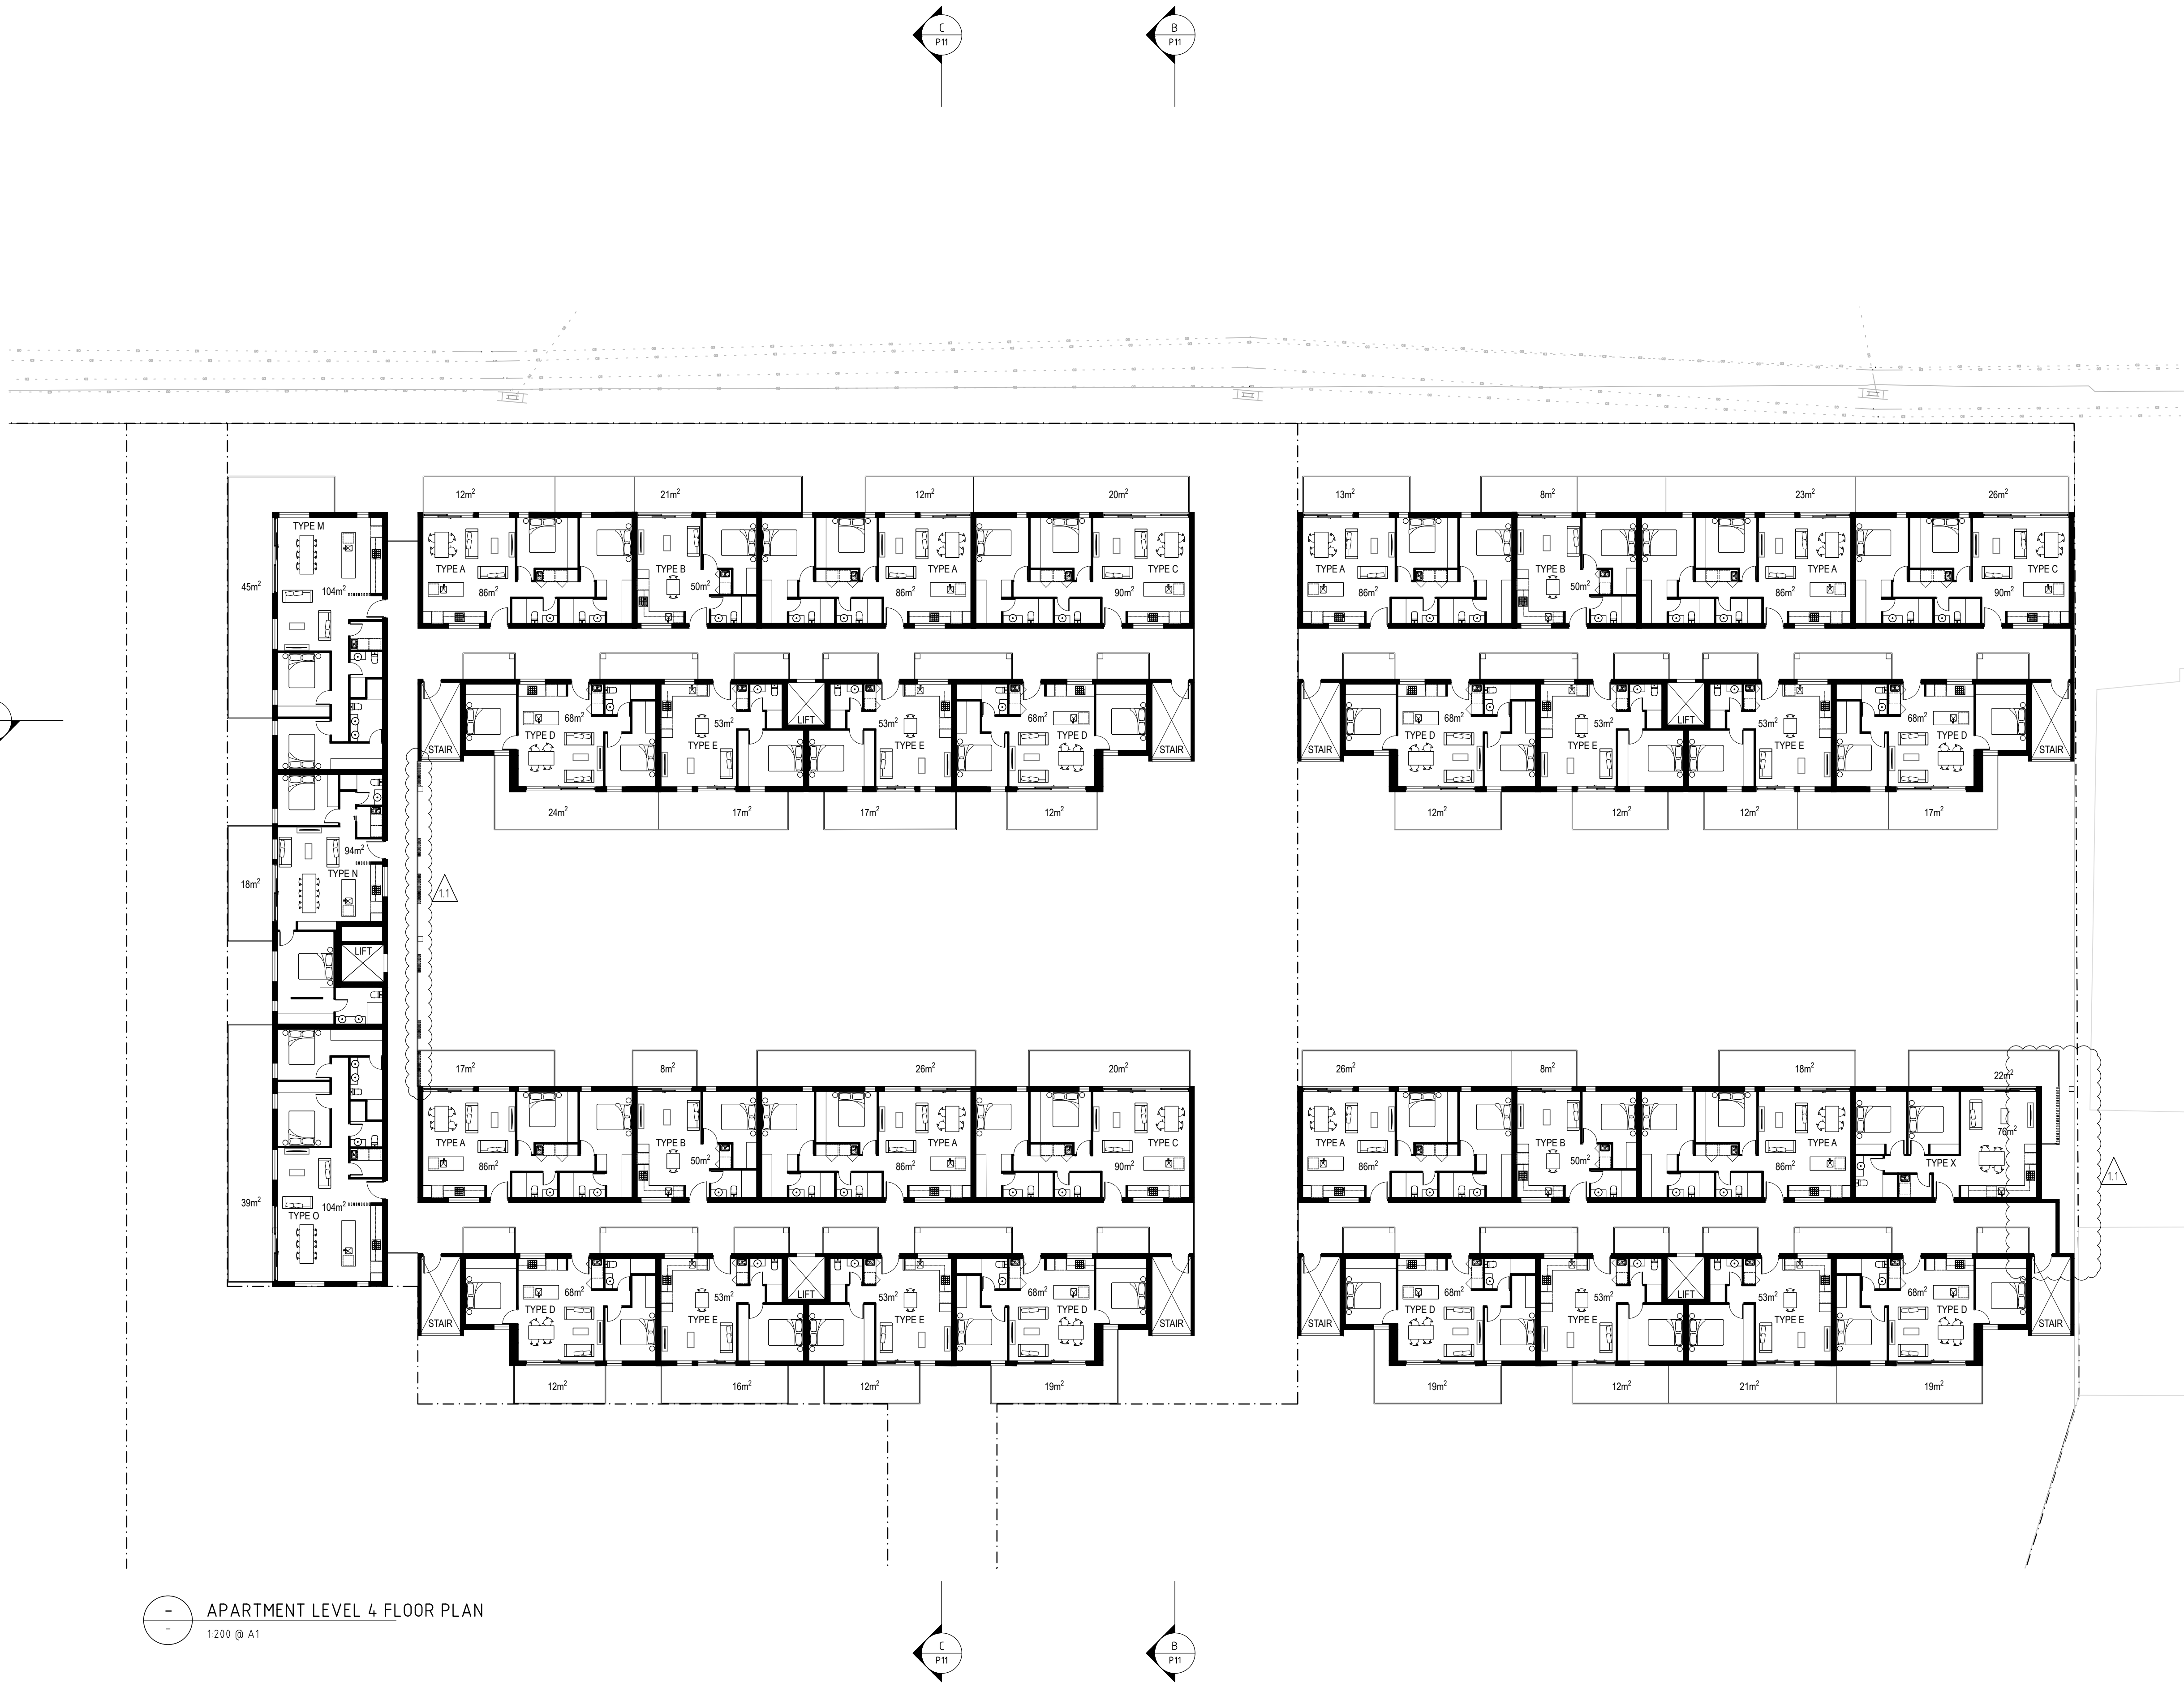 C B
P11 P11
12m² 21m² 12m² 20m² 13m² 8m² 23m² 26m²
TYPE M
TYPE A TYPE B TYPE A TYPE C TYPE A TYPE B TYPE A TYPE C
45m² 104m² 86m² 50m² 86m² 90m² 86m² 50m² 86m² 90m²
68m² 53m² LIFT 53m² 68m² 68m² 53m² LIFT 53m² 68m²
TYPE D TYPE D TYPE D TYPE D
STAIR TYPE E TYPE E STAIR STAIR TYPE E TYPE E STAIR
24m² 17m² 17m² 12m² 12m² 12m² 12m² 17m²
94m²
TYPE N
18m²
1.1
LIFT
17m² 8m² 26m² 20m² 26m² 8m² 18m² 22m²
76m²
TYPE A TYPE B TYPE A TYPE C TYPE A TYPE B TYPE A
86m² 50m² 86m² 90m² 86m² 50m² 86m² TYPE X
1.1
39m² 104m²
TYPE O
68m² 53m² LIFT 53m² 68m² 68m² 53m² LIFT 53m² 68m²
TYPE D TYPE D TYPE D TYPE D
STAIR TYPE E TYPE E STAIR STAIR TYPE E TYPE E STAIR
12m² 16m² 12m² 19m² 19m² 12m² 21m² 19m²
APARTMENT LEVEL 4 FLOOR PLAN
1:200 @ A1
C B
P11 P11